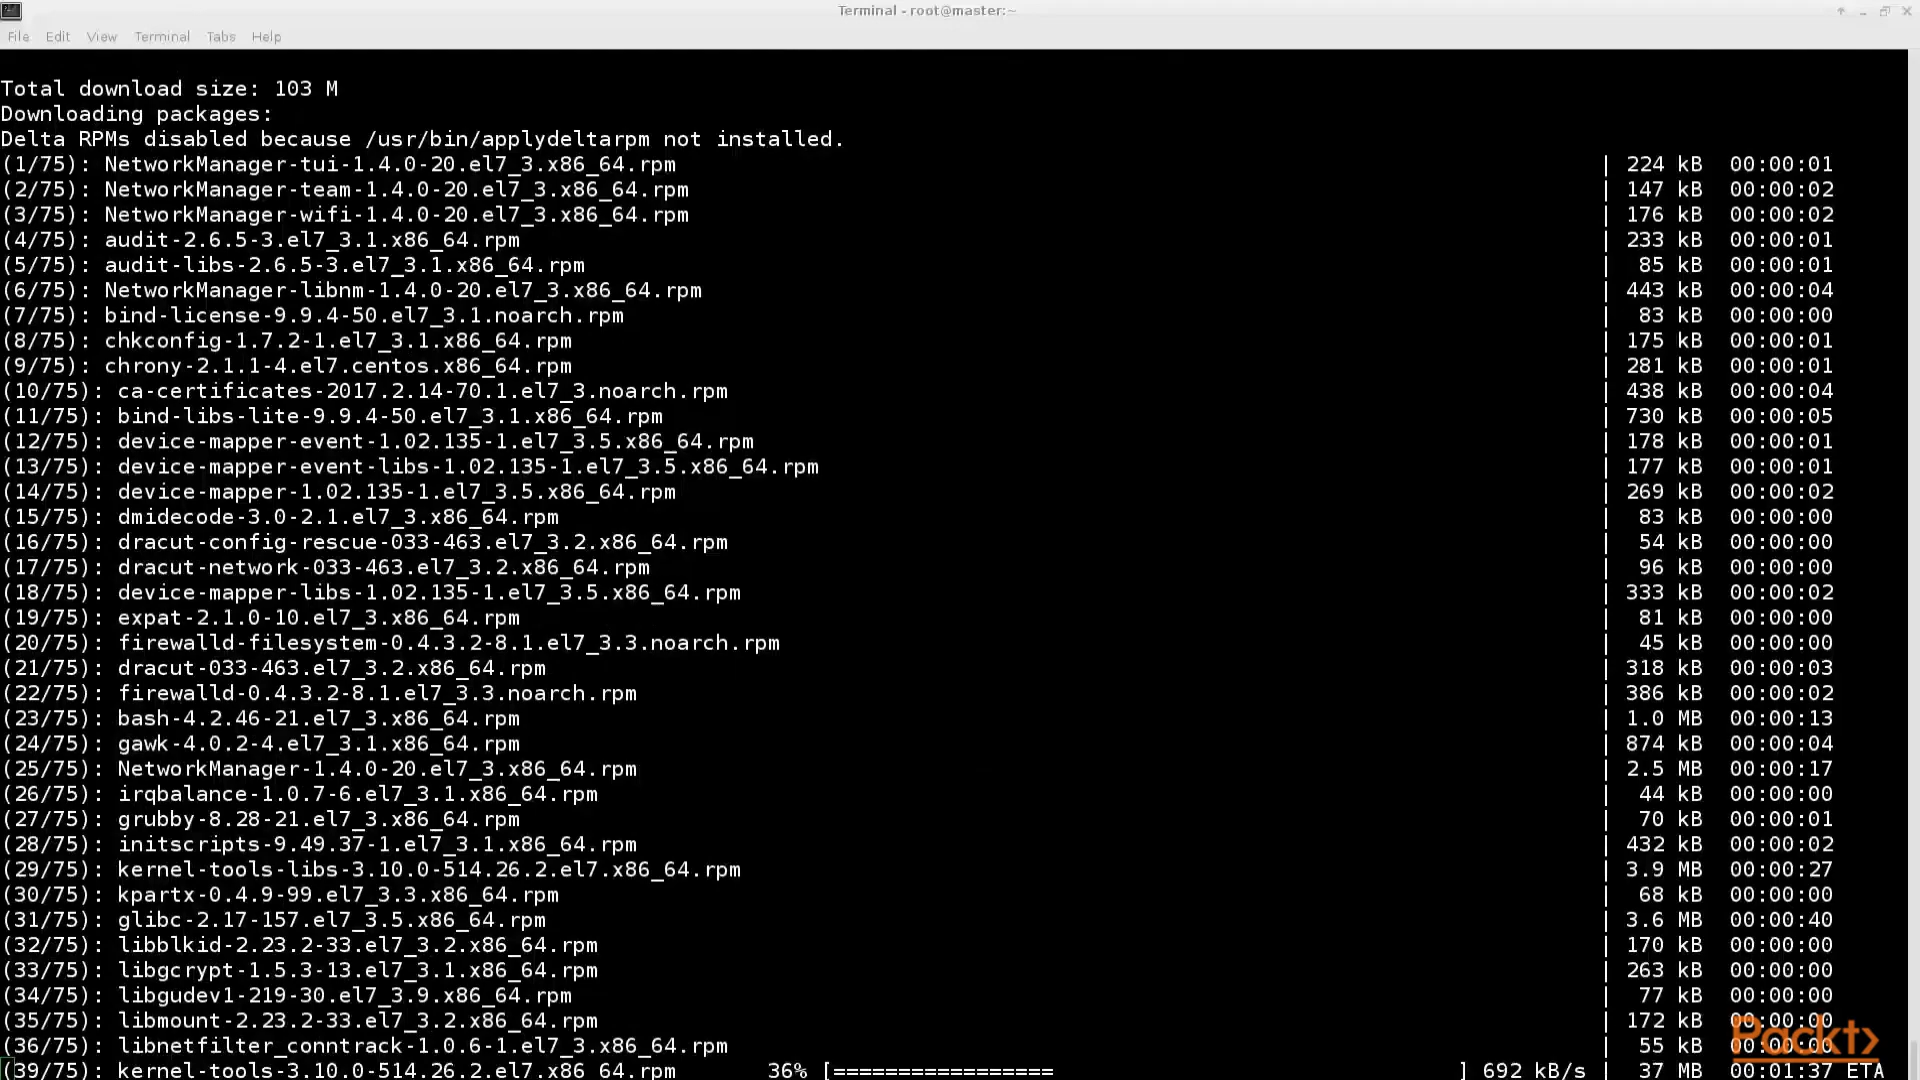 Terminal - root@master:~
File Edit View Terminal Tabs Help
Total download size: 103 M
Downloading packages:
Delta RPMs disabled because /usr/bin/applydeltarpm not installed.
(1/75): NetworkManager-tui-1.4.0-20.el7_3.x86_64.rpm | 224 kB 00:00:01
(2/75): NetworkManager-team-1.4.0-20.el7_3.x86_64.rpm | 147 kB 00:00:02
(3/75): NetworkManager-wifi-1.4.0-20.el7_3.x86_64.rpm | 176 kB 00:00:02
(4/75): audit-2.6.5-3.el7_3.1.x86_64.rpm | 233 kB 00:00:01
(5/75): audit-libs-2.6.5-3.el7_3.1.x86_64.rpm | 85 kB 00:00:01
(6/75): NetworkManager-libnm-1.4.0-20.el7_3.x86_64.rpm | 443 kB 00:00:04
(7/75): bind-license-9.9.4-50.el7_3.1.noarch.rpm | 83 kB 00:00:00
(8/75): chkconfig-1.7.2-1.el7_3.1.x86_64.rpm | 175 kB 00:00:01
(9/75): chrony-2.1.1-4.el7.centos.x86_64.rpm | 281 kB 00:00:01
(10/75): ca-certificates-2017.2.14-70.1.el7_3.noarch.rpm | 438 kB 00:00:04
(11/75): bind-libs-lite-9.9.4-50.el7_3.1.x86_64.rpm | 730 kB 00:00:05
(12/75): device-mapper-event-1.02.135-1.el7_3.5.x86_64.rpm | 178 kB 00:00:01
(13/75): device-mapper-event-libs-1.02.135-1.el7_3.5.x86_64.rpm | 177 kB 00:00:01
(14/75): device-mapper-1.02.135-1.el7_3.5.x86_64.rpm | 269 kB 00:00:02
(15/75): dmidecode-3.0-2.1.el7_3.x86_64.rpm | 83 kB 00:00:00
(16/75): dracut-config-rescue-033-463.el7_3.2.x86_64.rpm | 54 kB 00:00:00
(17/75): dracut-network-033-463.el7_3.2.x86_64.rpm | 96 kB 00:00:00
(18/75): device-mapper-libs-1.02.135-1.el7_3.5.x86_64.rpm | 333 kB 00:00:02
(19/75): expat-2.1.0-10.el7_3.x86_64.rpm | 81 kB 00:00:00
(20/75): firewalld-filesystem-0.4.3.2-8.1.el7_3.3.noarch.rpm | 45 kB 00:00:00
(21/75): dracut-033-463.el7_3.2.x86_64.rpm | 318 kB 00:00:03
(22/75): firewalld-0.4.3.2-8.1.el7_3.3.noarch.rpm | 386 kB 00:00:02
(23/75): bash-4.2.46-21.el7_3.x86_64.rpm | 1.0 MB 00:00:13
(24/75): gawk-4.0.2-4.el7_3.1.x86_64.rpm | 874 kB 00:00:04
(25/75): NetworkManager-1.4.0-20.el7_3.x86_64.rpm | 2.5 MB 00:00:17
(26/75): irqbalance-1.0.7-6.el7_3.1.x86_64.rpm | 44 kB 00:00:00
(27/75): grubby-8.28-21.el7_3.x86_64.rpm | 70 kB 00:00:01
(28/75): initscripts-9.49.37-1.el7_3.1.x86_64.rpm | 432 kB 00:00:02
(29/75): kernel-tools-libs-3.10.0-514.26.2.el7.x86_64.rpm | 3.9 MB 00:00:27
(30/75): kpartx-0.4.9-99.el7_3.3.x86_64.rpm | 68 kB 00:00:00
(31/75): glibc-2.17-157.el7_3.5.x86_64.rpm | 3.6 MB 00:00:40
(32/75): libblkid-2.23.2-33.el7_3.2.x86_64.rpm | 170 kB 00:00:00
(33/75): libgcrypt-1.5.3-13.el7_3.1.x86_64.rpm | 263 kB 00:00:00
(34/75): libgudev1-219-30.el7_3.9.x86_64.rpm | 77 kB 00:00:00
(35/75): libmount-2.23.2-33.el7_3.2.x86_64.rpm | 172 kB 00:00:00
(36/75): libnetfilter_conntrack-1.0.6-1.el7_3.x86_64.rpm | 55 kB 00:00:00
(39/75): kernel-tools-3.10.0-514.26.2.el7.x86_64.rpm 36% [================= ] 692 kB/s | 37 MB 00:01:37 ETA
Packt>